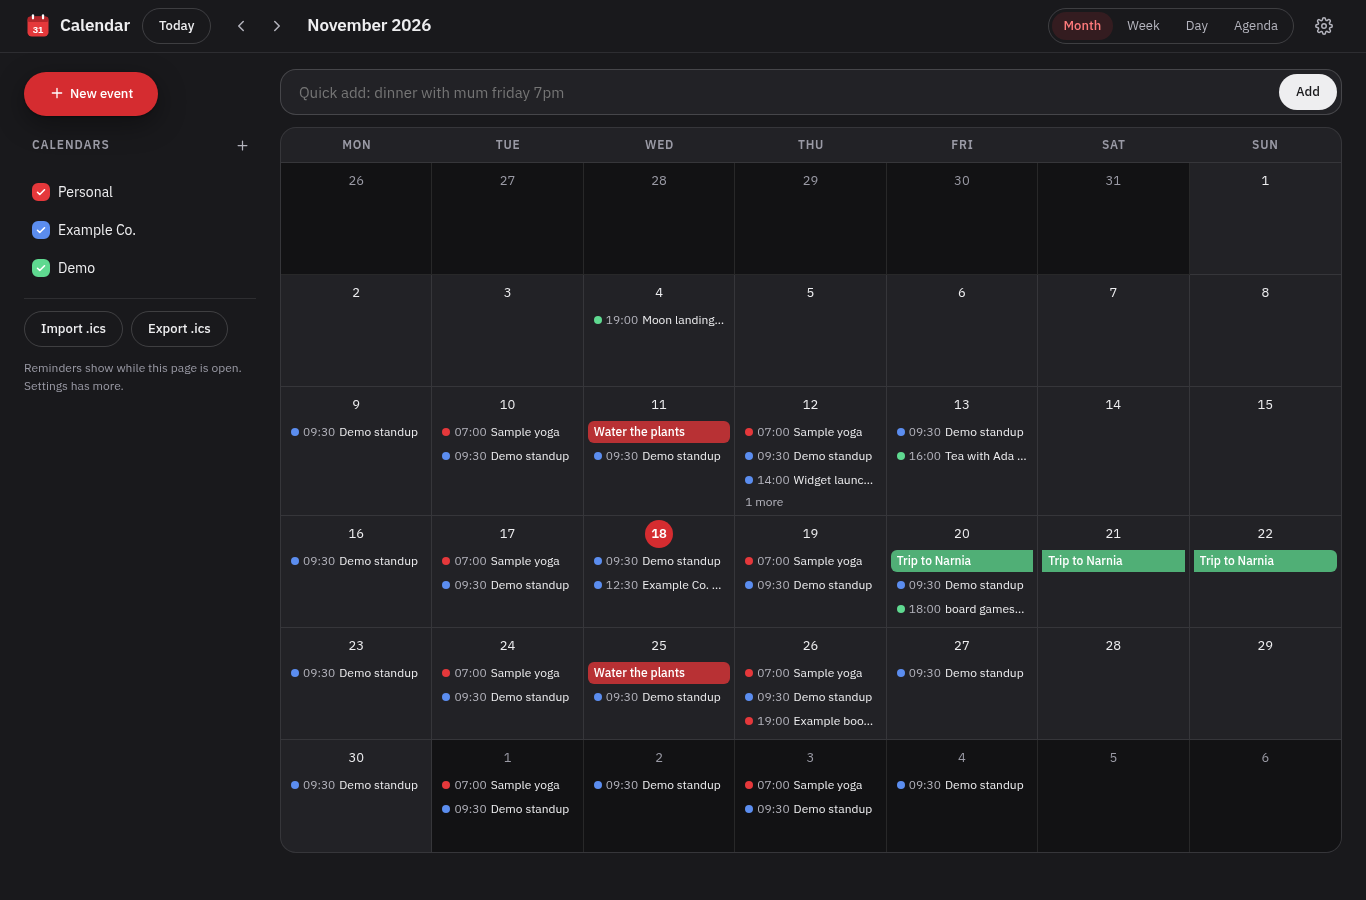 31 Calendar Today November 2026 Month Week Day Agenda
+ New event
Quick add: dinner with mum friday 7pm Add
CALENDARS +
Personal
Example Co.
Demo
Import .ics Export .ics
Reminders show while this page is open.
Settings has more.
MON TUE WED THU FRI SAT SUN
26 27 28 29 30 31 1
2 3 4 5 6 7 8
19:00 Moon landing...
9 10 11 12 13 14 15
09:30 Demo standup 07:00 Sample yoga Water the plants 07:00 Sample yoga 09:30 Demo standup
09:30 Demo standup 09:30 Demo standup 09:30 Demo standup 16:00 Tea with Ada ...
14:00 Widget launc...
1 more
16 17 18 19 20 21 22
09:30 Demo standup 07:00 Sample yoga 09:30 Demo standup 07:00 Sample yoga Trip to Narnia Trip to Narnia Trip to Narnia
09:30 Demo standup 12:30 Example Co. ... 09:30 Demo standup 09:30 Demo standup
18:00 board games...
23 24 25 26 27 28 29
09:30 Demo standup 07:00 Sample yoga Water the plants 07:00 Sample yoga 09:30 Demo standup
09:30 Demo standup 09:30 Demo standup 09:30 Demo standup
19:00 Example boo...
30 1 2 3 4 5 6
09:30 Demo standup 07:00 Sample yoga 09:30 Demo standup 07:00 Sample yoga 09:30 Demo standup
09:30 Demo standup 09:30 Demo standup